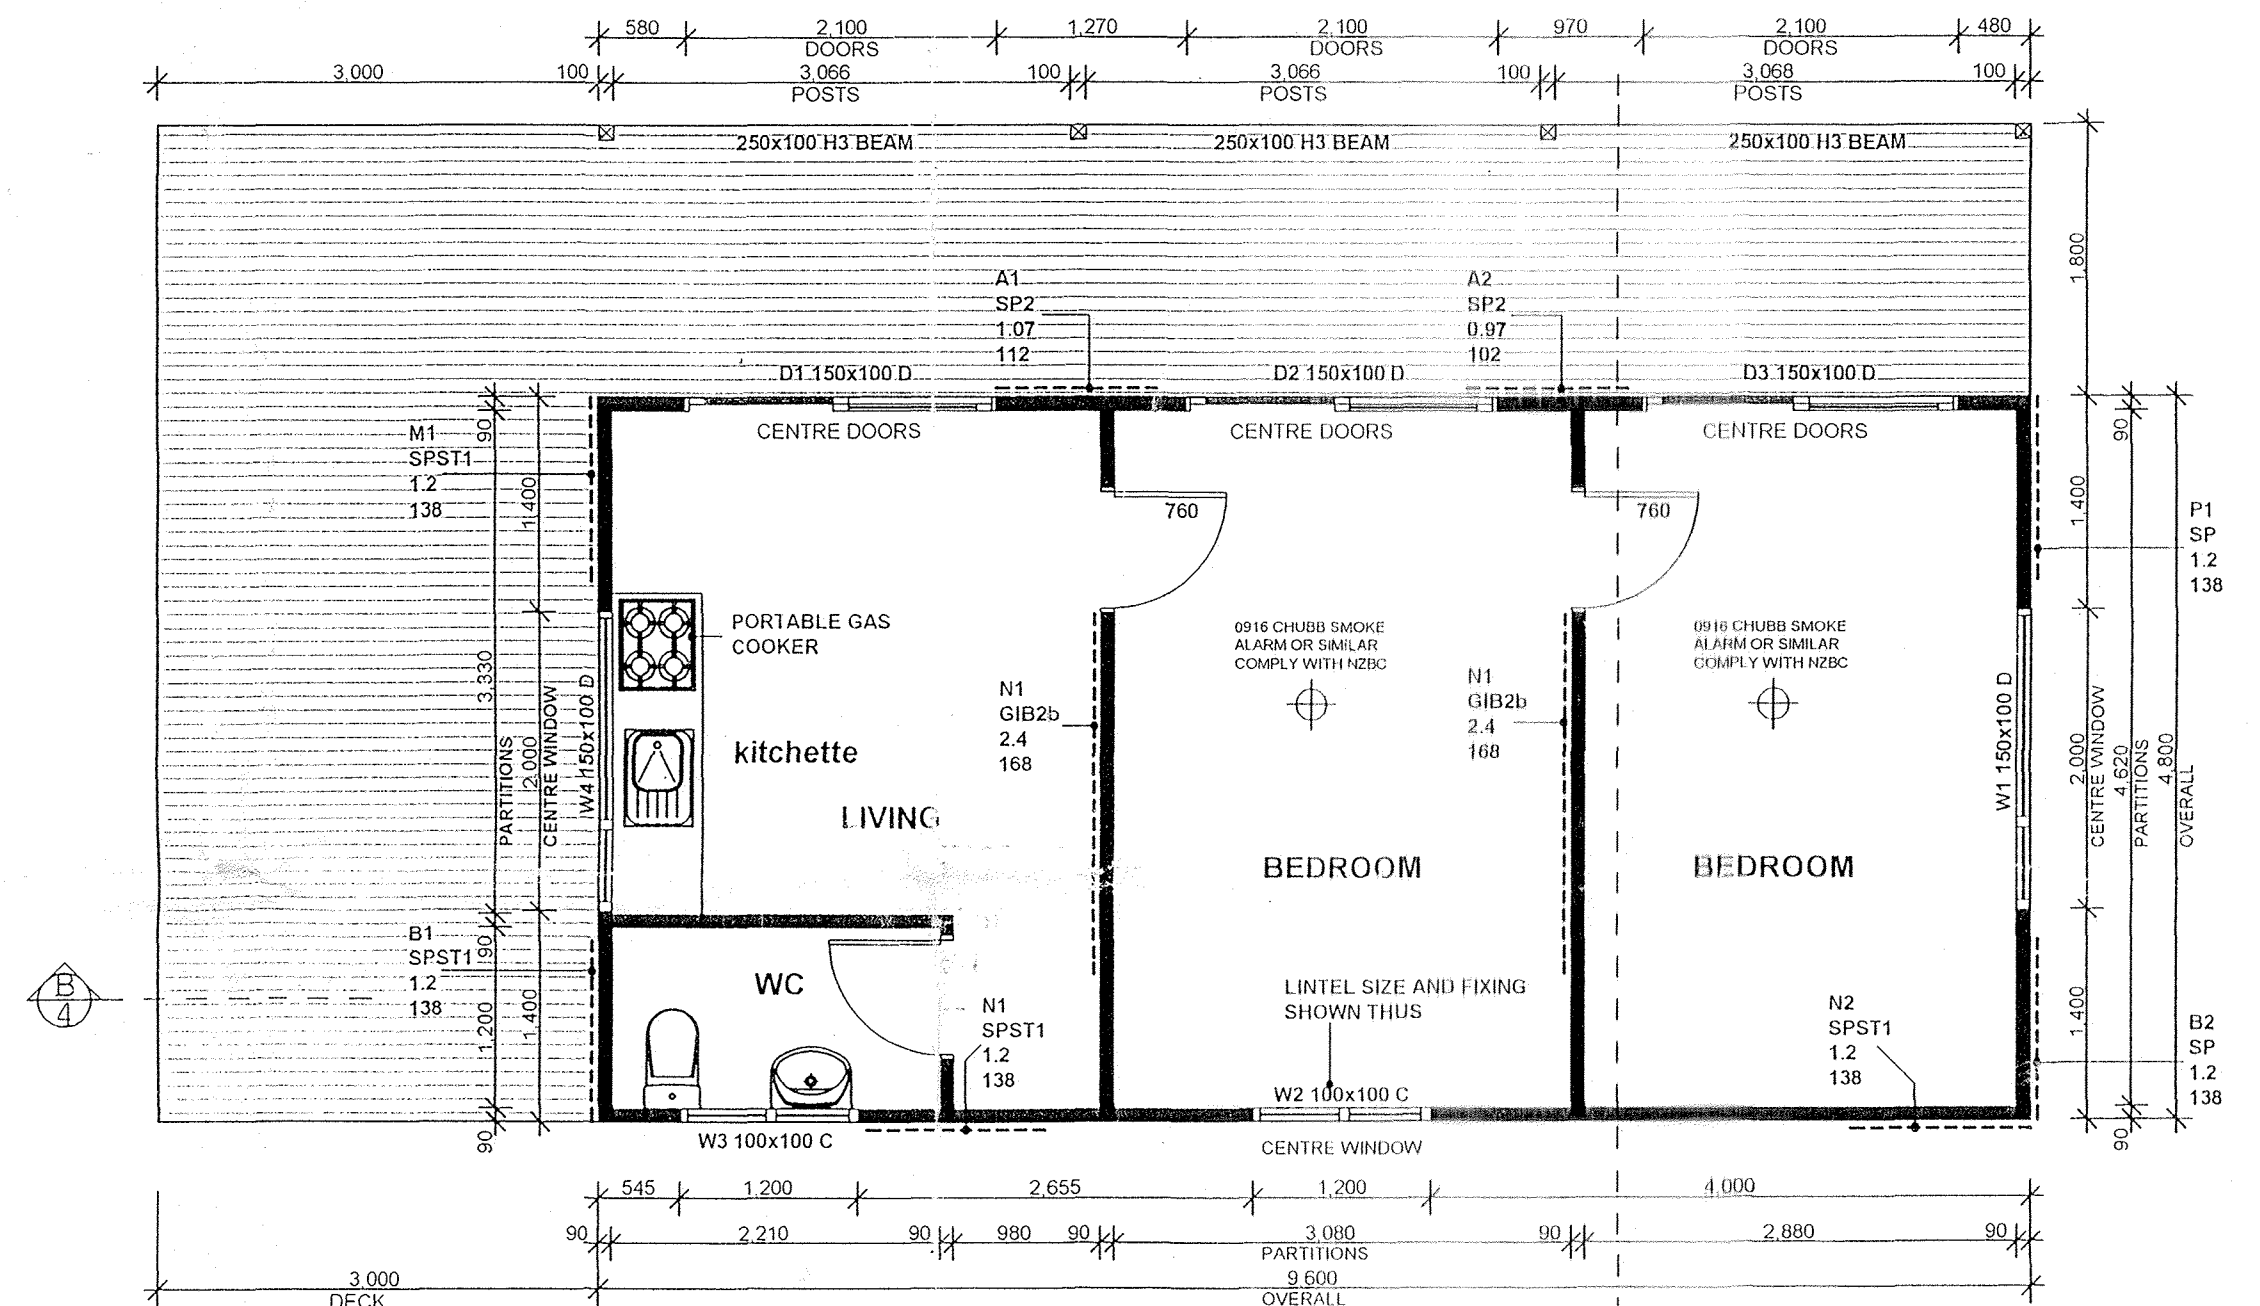 580 2,100 1,270 2,100 970 2,100 480
DOORS DOORS DOORS
3,000 100 3,066 100 3,066 100 3,068 100
POSTS POSTS POSTS
250x100 H3 BEAM 250x100 H3 BEAM 250x100 H3 BEAM
1,800
A1
SP2
1.07
112
A2
SP2
0.97
102
D1 150x100 D D2 150x100 D D3 150x100 D
CENTRE DOORS CENTRE DOORS CENTRE DOORS
M1
SPST1
1.2
138
90
1,400
760 760
90
1,400
P1
SP
1.2
138
PORTABLE GAS
COOKER
0916 CHUBB SMOKE
ALARM OR SIMILAR
COMPLY WITH NZBC
0916 CHUBB SMOKE
ALARM OR SIMILAR
COMPLY WITH NZBC
3,330
PARTITIONS
2,000
CENTRE WINDOW
W4 150x100 D
kitchette
LIVING
N1
GIB2b
2.4
168
N1
GIB2b
2.4
168
W1 150x100 D
2,000
CENTRE WINDOW
4,620
PARTITIONS
4,800
OVERALL
BEDROOM BEDROOM
B1
SPST1
1.2
138
90
1,200
1,400
90
B
4
WC
N1
SPST1
1.2
138
LINTEL SIZE AND FIXING
SHOWN THUS
N2
SPST1
1.2
138
1,400
90
B2
SP
1.2
138
W2 100x100 C
W3 100x100 C
CENTRE WINDOW
545 1,200 2,655 1,200 4,000
90 2,210 90 980 90 3,080 90 2,880 90
PARTITIONS
3,000 9,600
DECK OVERALL